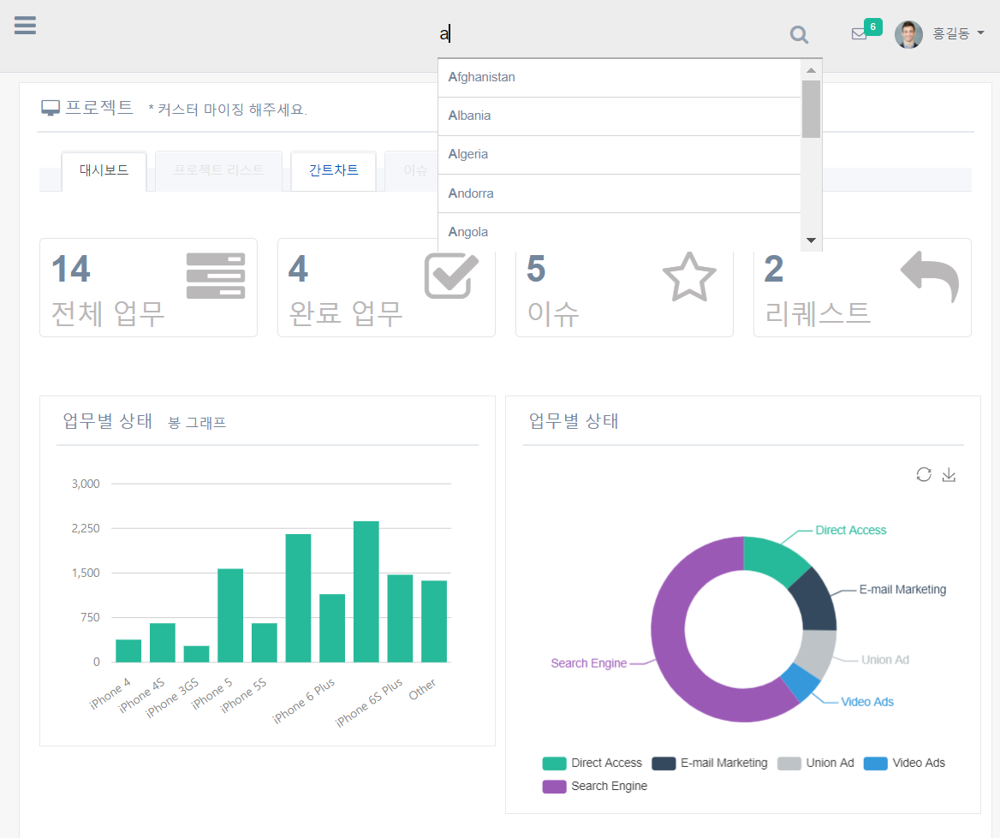 a
6
홍길동
Afghanistan
Albania
Algeria
Andorra
Angola
프로젝트 * 커스터 마이징 해주세요.
대시보드 프로젝트 리스트 간트차트 이슈
14
전체 업무
4
완료 업무
5
이슈
2
리퀘스트
업무별 상태 봉 그래프
3,000
2,250
1,500
750
0
iPhone 4
iPhone 4S
iPhone 3GS
iPhone 5
iPhone 5S
iPhone 6 Plus
iPhone 6S Plus
Other
업무별 상태
Direct Access
E-mail Marketing
Search Engine
Union Ad
Video Ads
Direct Access E-mail Marketing Union Ad Video Ads
Search Engine